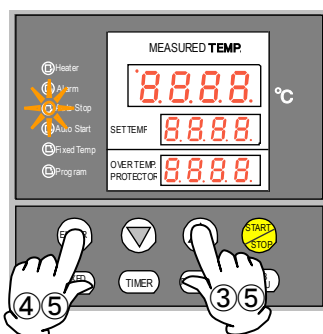 MEASURED TEMP.
Heater
Alarm
8.8.8.8.
°C
Stop
Auto Start
SET TEMP
8.8.8.8.
Fixed Temp
OVER TEMP.
PROTECTOR
8.8.8.8.
Program
START
STOP
TIMER
④⑤
③⑤